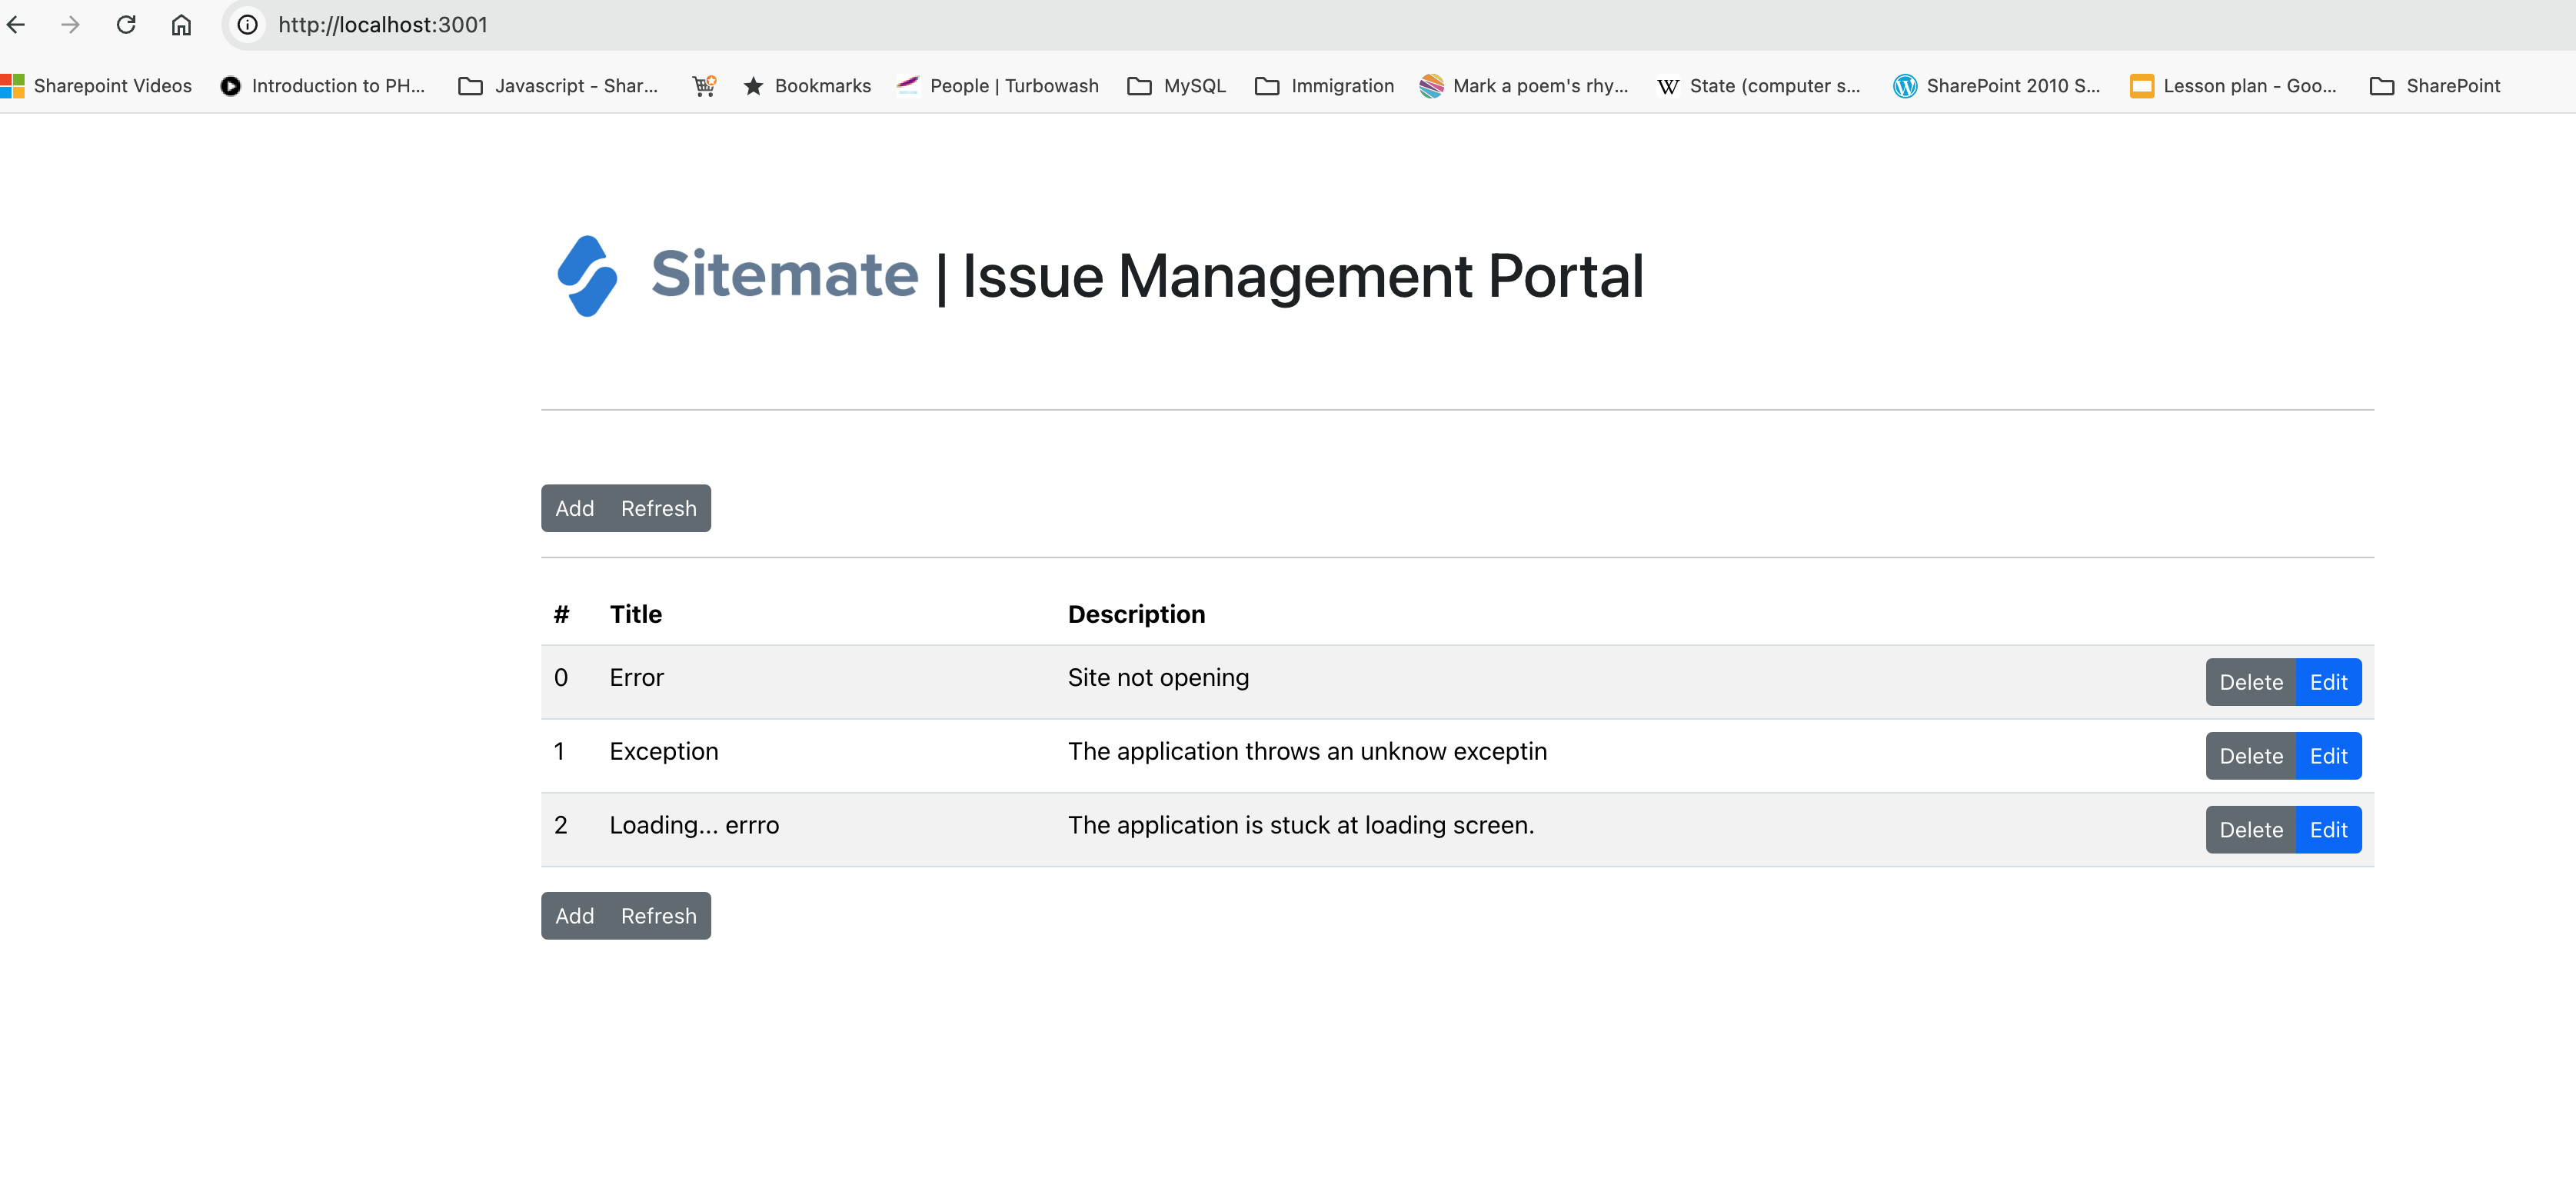 http://localhost:3001
Sharepoint Videos Introduction to PH... Javascript - Shar... Bookmarks People | Turbowash MySQL Immigration Mark a poem's rhy... W State (computer s... SharePoint 2010 S... Lesson plan - Goo... SharePoint
Sitemate | Issue Management Portal
Add Refresh
# Title Description
0 Error Site not opening Delete Edit
1 Exception The application throws an unknow exceptin Delete Edit
2 Loading... errro The application is stuck at loading screen. Delete Edit
Add Refresh